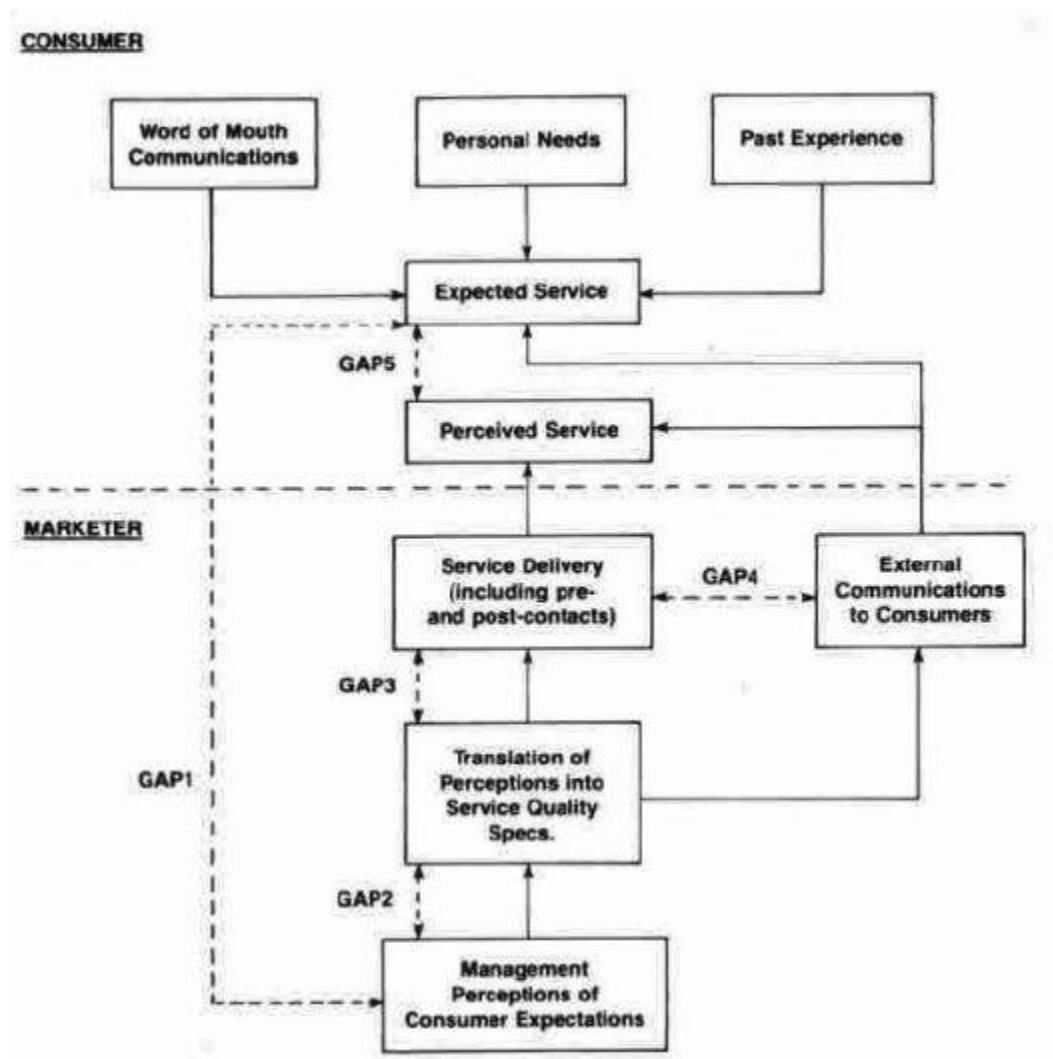 CONSUMER
Word of Mouth
Communications
Personal Needs
Past Experience
Expected Service
GAP5
Perceived Service
MARKETER
Service Delivery
(including pre-
and post-contacts)
GAP4
External
Communications
to Consumers
GAP3
Translation of
Perceptions into
Service Quality
Specs.
GAP1
GAP2
Management
Perceptions of
Consumer Expectations